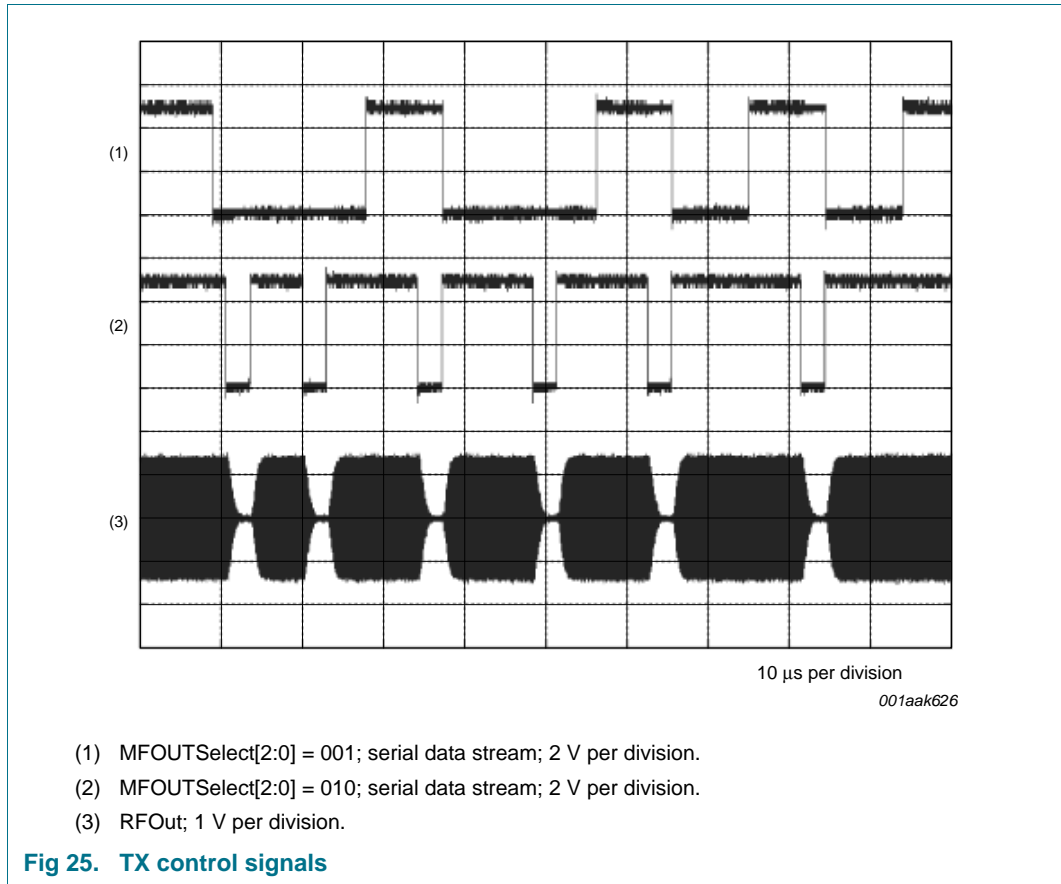 (1)
(2)
(3)
10 μs per division
001aak626
(1) MFOUTSelect[2:0] = 001; serial data stream; 2 V per division.
(2) MFOUTSelect[2:0] = 010; serial data stream; 2 V per division.
(3) RFOut; 1 V per division.
Fig 25. TX control signals